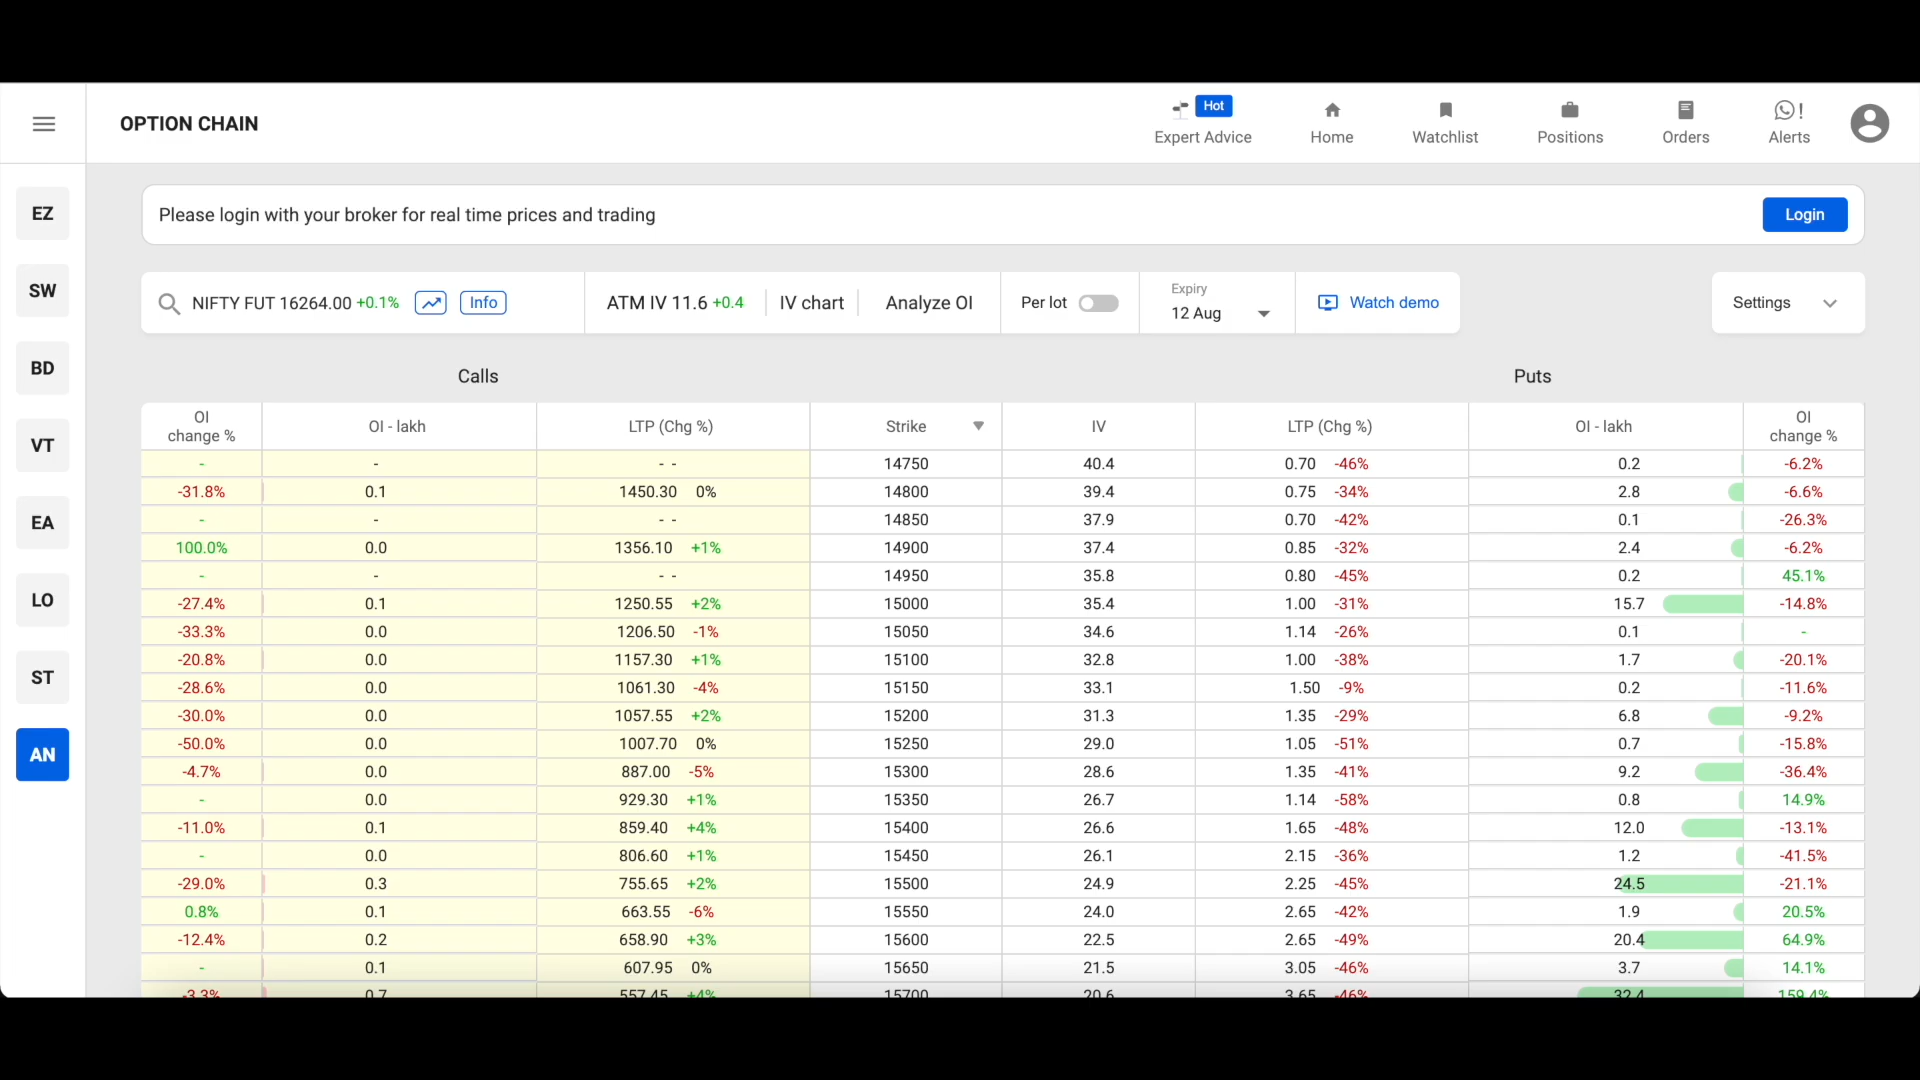 OPTION CHAIN
Hot
Expert Advice Home Watchlist Positions Orders Alerts
EZ
SW
BD
VT
EA
LO
ST
AN
Please login with your broker for real time prices and trading Login
NIFTY FUT 16264.00 +0.1% Info ATM IV 11.6 +0.4 IV chart Analyze OI Per lot Expiry 12 Aug Watch demo Settings
Calls Puts
OI change % OI - lakh LTP (Chg %) Strike IV LTP (Chg %) OI - lakh OI change %
- - - - 14750 40.4 0.70 -46% 0.2 -6.2%
-31.8% 0.1 1450.30 0% 14800 39.4 0.75 -34% 2.8 -6.6%
- - - - 14850 37.9 0.70 -42% 0.1 -26.3%
100.0% 0.0 1356.10 +1% 14900 37.4 0.85 -32% 2.4 -6.2%
- - - - 14950 35.8 0.80 -45% 0.2 45.1%
-27.4% 0.1 1250.55 +2% 15000 35.4 1.00 -31% 15.7 -14.8%
-33.3% 0.0 1206.50 -1% 15050 34.6 1.14 -26% 0.1 -
-20.8% 0.0 1157.30 +1% 15100 32.8 1.00 -38% 1.7 -20.1%
-28.6% 0.0 1061.30 -4% 15150 33.1 1.50 -9% 0.2 -11.6%
-30.0% 0.0 1057.55 +2% 15200 31.3 1.35 -29% 6.8 -9.2%
-50.0% 0.0 1007.70 0% 15250 29.0 1.05 -51% 0.7 -15.8%
-4.7% 0.0 887.00 -5% 15300 28.6 1.35 -41% 9.2 -36.4%
- 0.0 929.30 +1% 15350 26.7 1.14 -58% 0.8 14.9%
-11.0% 0.1 859.40 +4% 15400 26.6 1.65 -48% 12.0 -13.1%
- 0.0 806.60 +1% 15450 26.1 2.15 -36% 1.2 -41.5%
-29.0% 0.3 755.65 +2% 15500 24.9 2.25 -45% 24.5 -21.1%
0.8% 0.1 663.55 -6% 15550 24.0 2.65 -42% 1.9 20.5%
-12.4% 0.2 658.90 +3% 15600 22.5 2.65 -49% 20.4 64.9%
- 0.1 607.95 0% 15650 21.5 3.05 -46% 3.7 14.1%
-3.3% 0.7 557.45 +4% 15700 20.6 3.65 -46% 32.4 159.4%